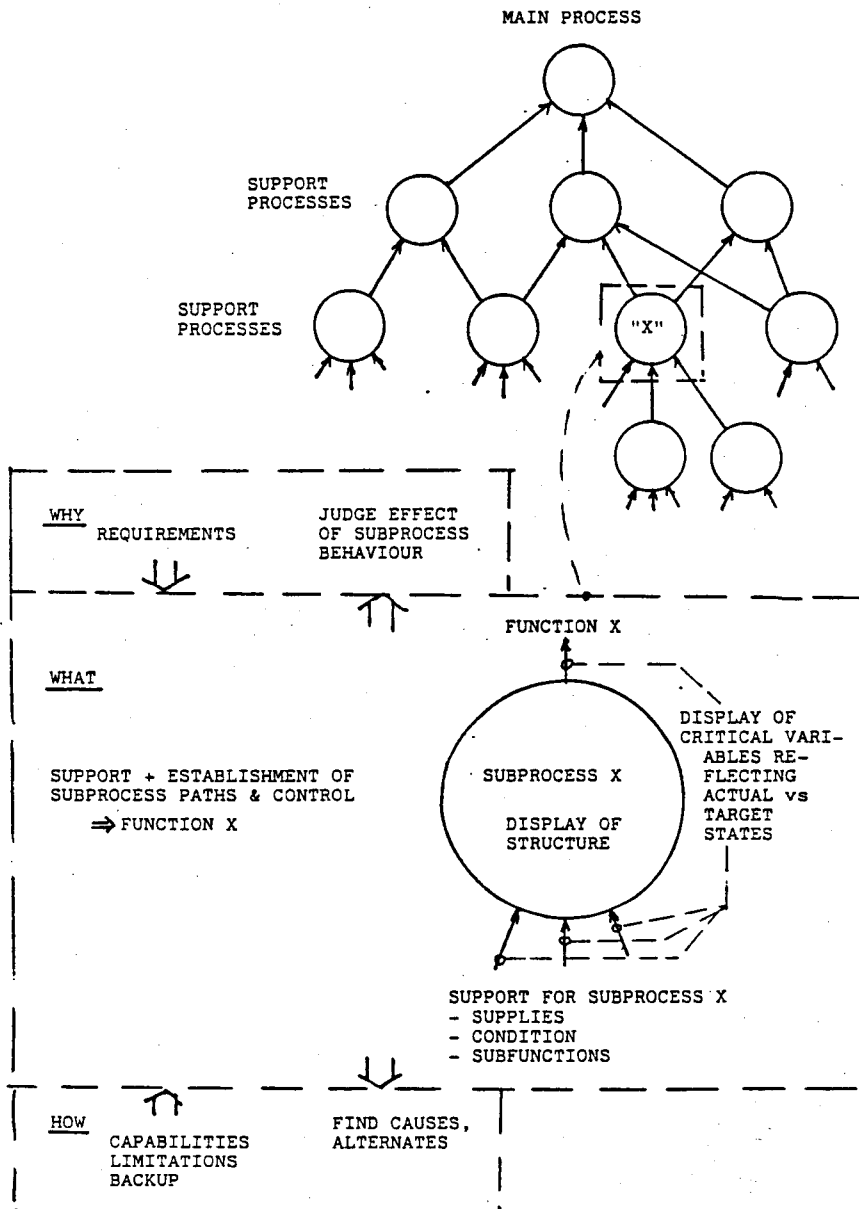 MAIN PROCESS
SUPPORT
PROCESSES
SUPPORT
PROCESSES
"X"
WHY
REQUIREMENTS
JUDGE EFFECT
OF SUBPROCESS
BEHAVIOUR
FUNCTION X
WHAT
SUPPORT + ESTABLISHMENT OF
SUBPROCESS PATHS & CONTROL
⇒ FUNCTION X
SUBPROCESS X
DISPLAY OF
STRUCTURE
DISPLAY OF
CRITICAL VARI-
ABLES RE-
FLECTING
ACTUAL vs
TARGET
STATES
SUPPORT FOR SUBPROCESS X
- SUPPLIES
- CONDITION
- SUBFUNCTIONS
HOW
CAPABILITIES
LIMITATIONS
BACKUP
FIND CAUSES,
ALTERNATES